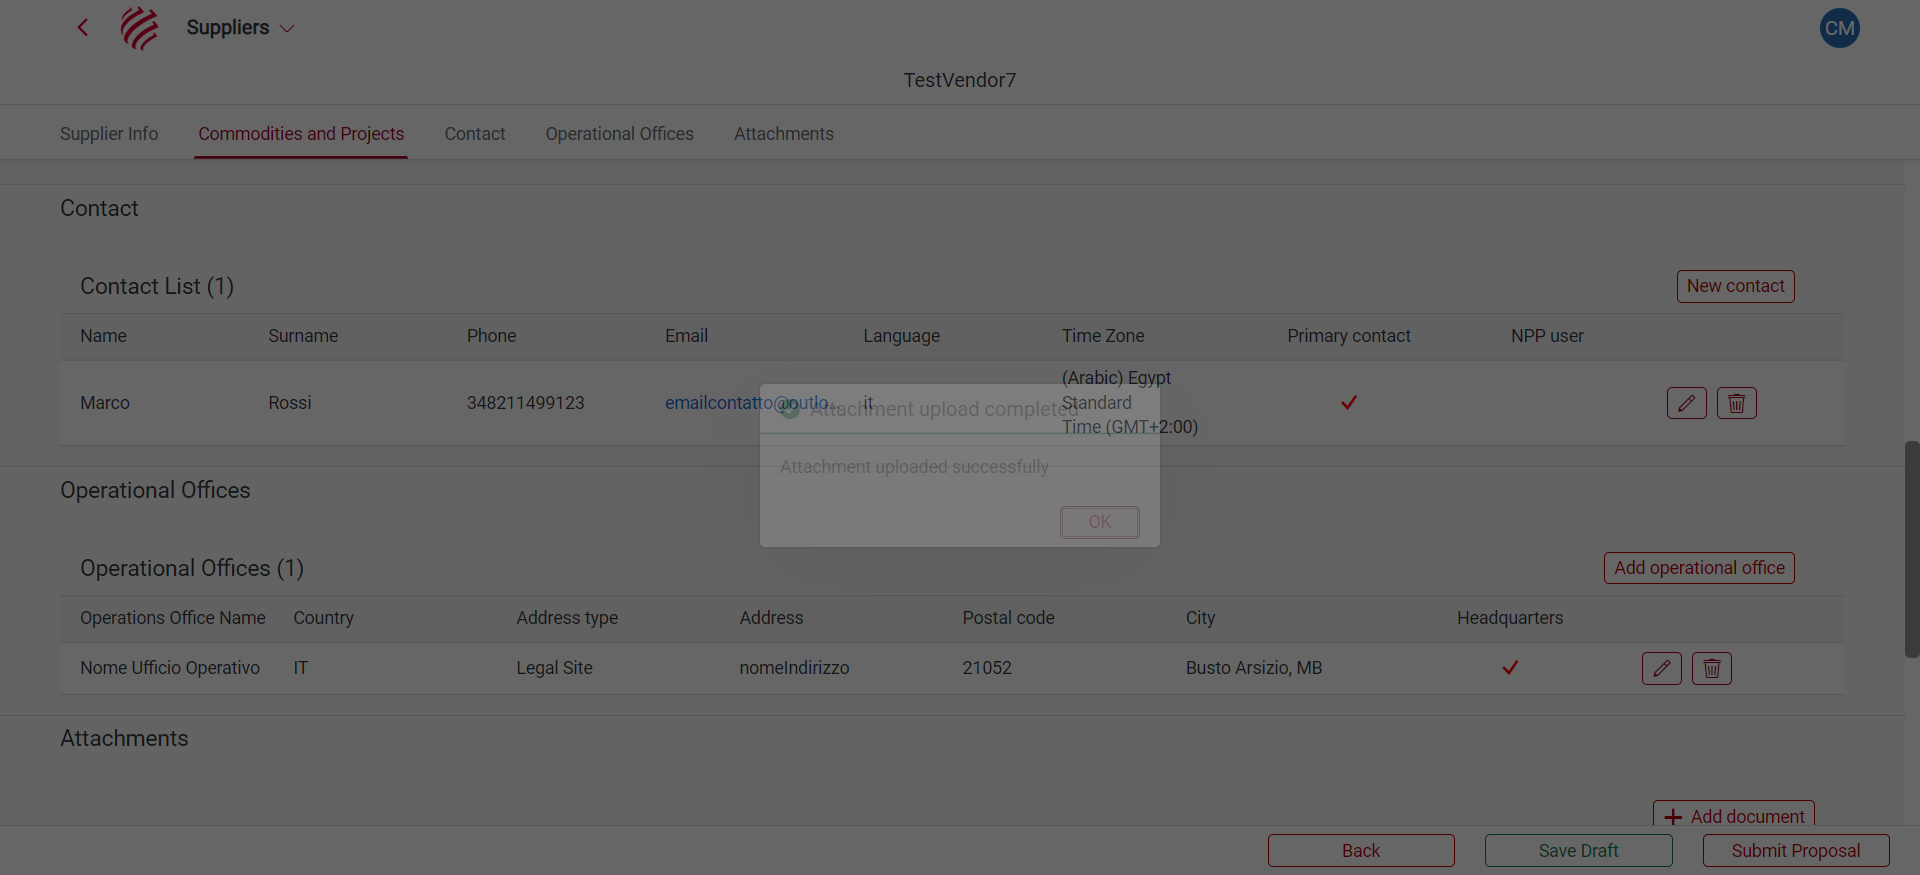 Suppliers
CM
TestVendor7
Supplier Info
Commodities and Projects
Contact
Operational Offices
Attachments
Contact
Contact List (1)
New contact
Name
Surname
Phone
Email
Language
Time Zone
Primary contact
NPP user
Marco
Rossi
348211499123
emailcontatto@outlo...
it
(Arabic) Egypt
Standard
Time (GMT+2:00)
Attachment upload completed
Attachment uploaded successfully
OK
Operational Offices
Operational Offices (1)
Add operational office
Operations Office Name
Country
Address type
Address
Postal code
City
Headquarters
Nome Ufficio Operativo
IT
Legal Site
nomeIndirizzo
21052
Busto Arsizio, MB
Attachments
Add document
Back
Save Draft
Submit Proposal